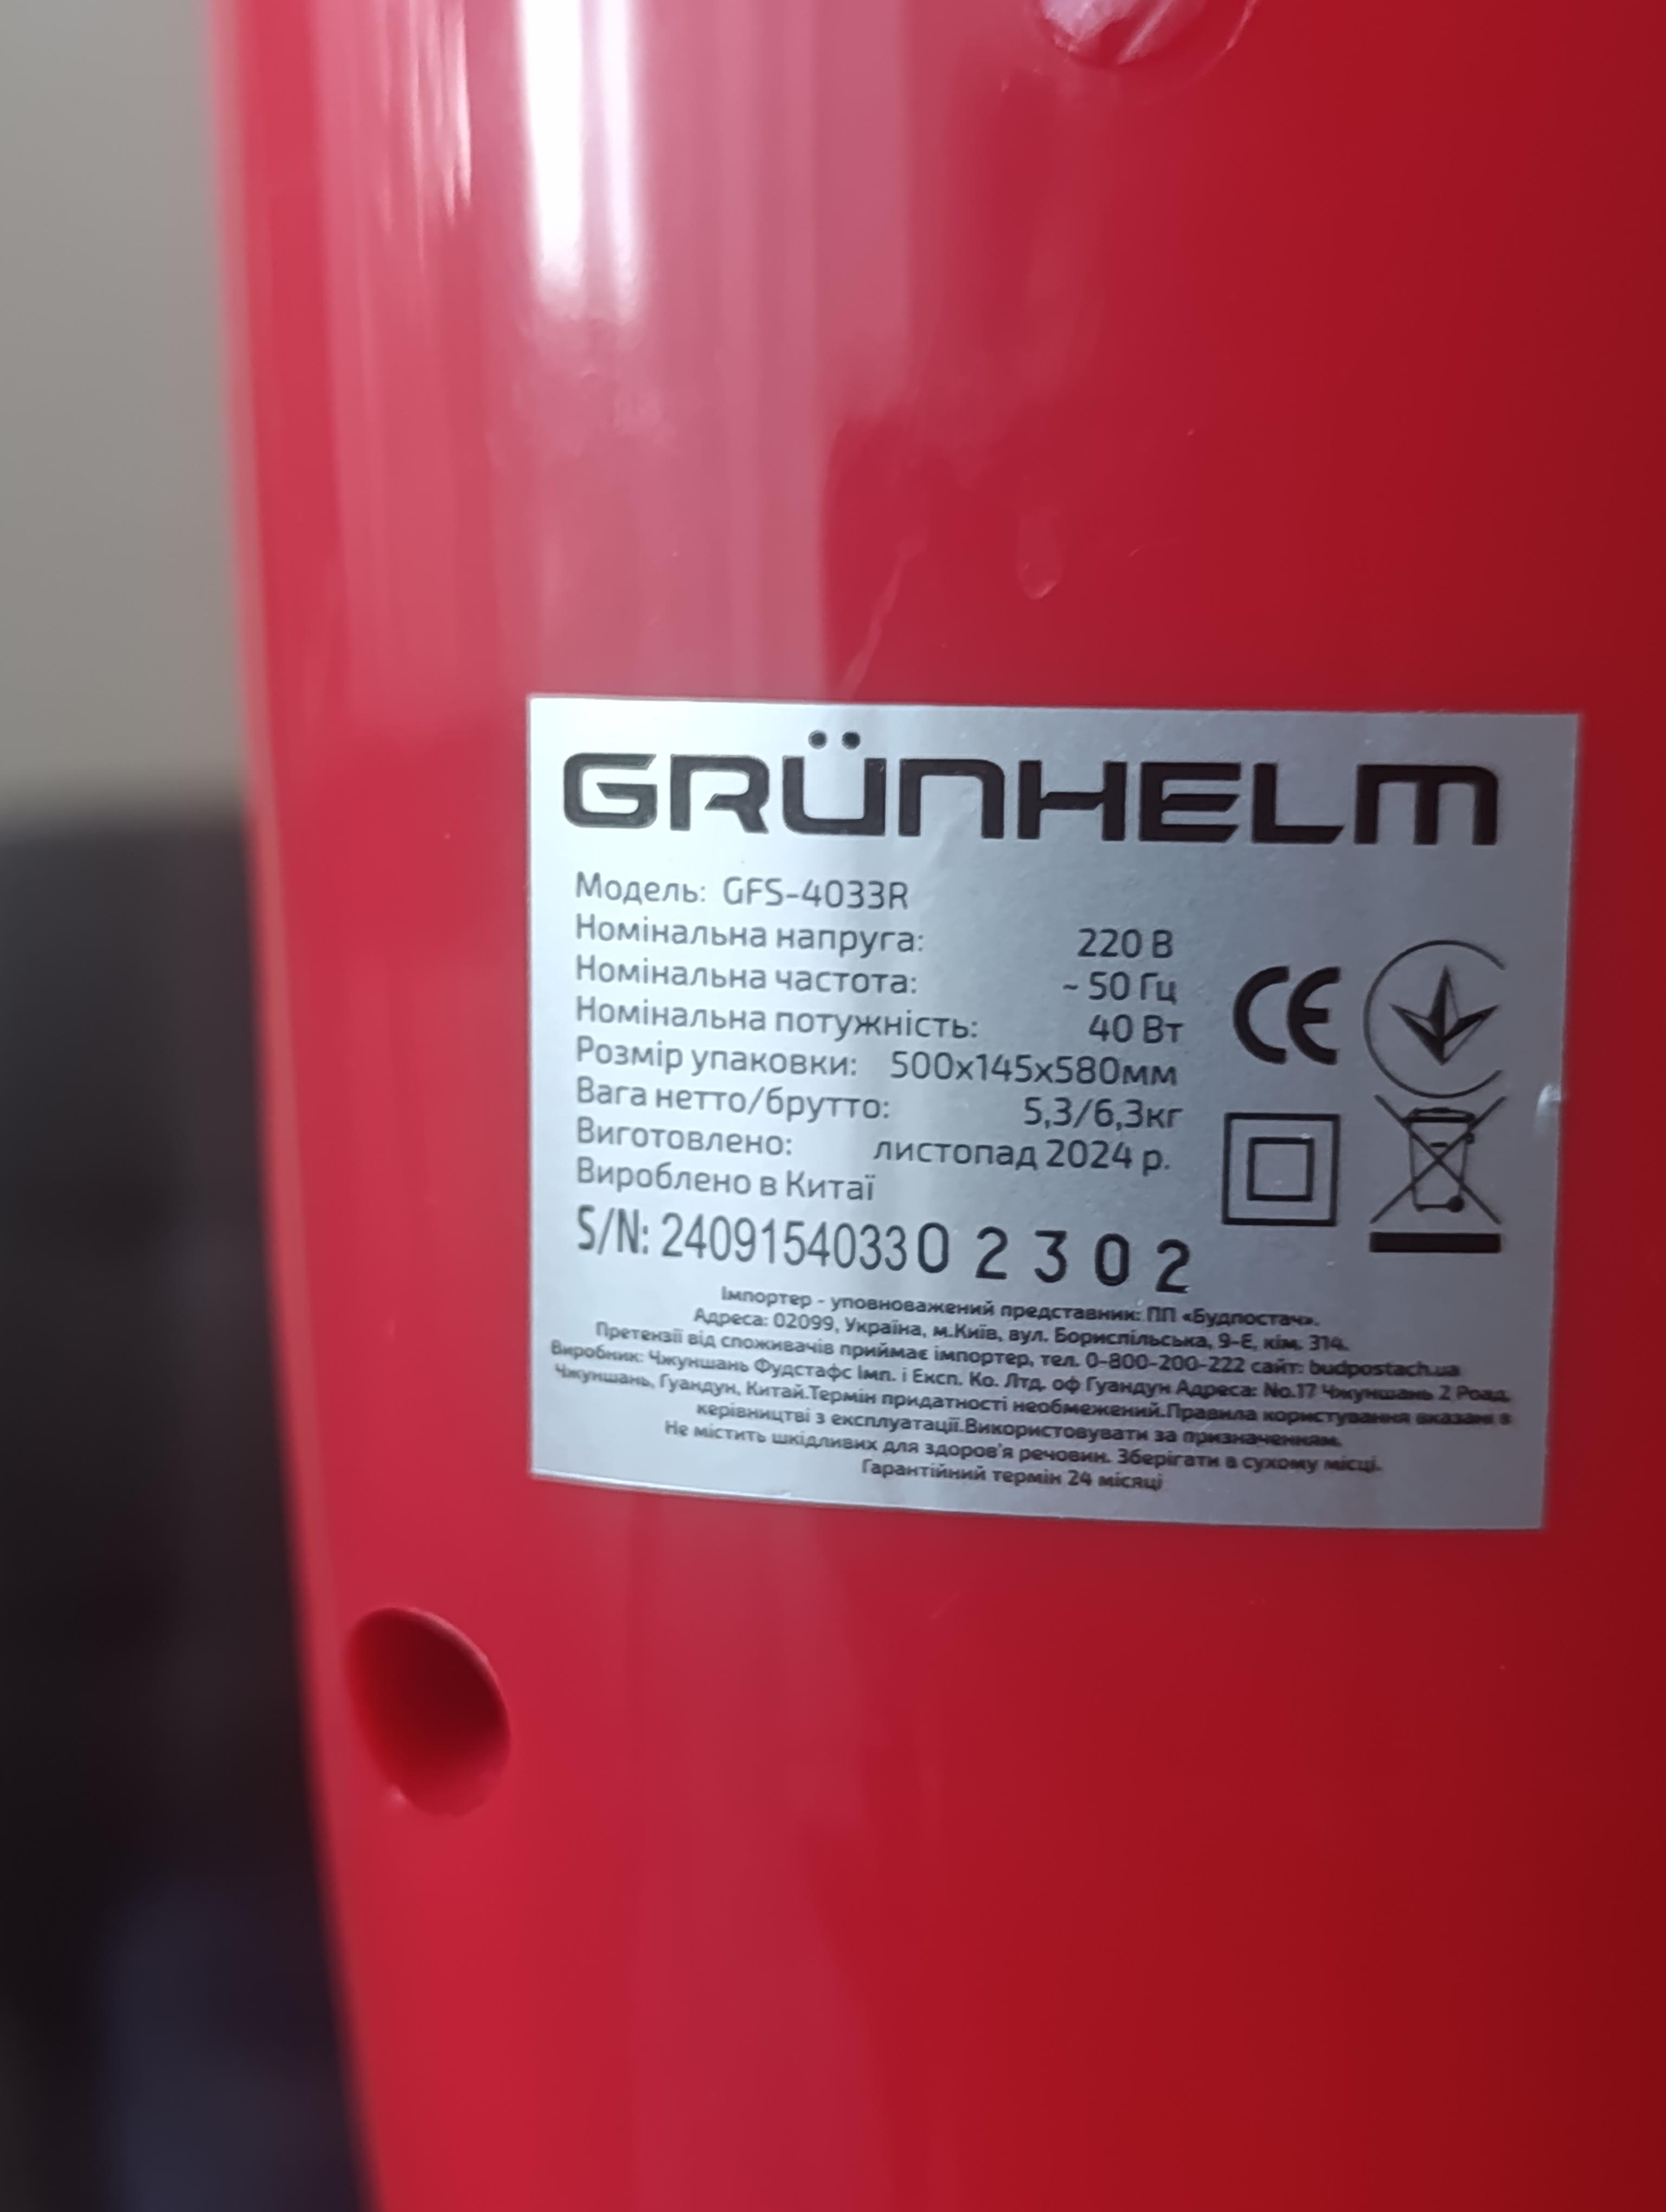 GRÜNHELM
Модель: GFS-4033R
Номінальна напруга: 220 В
Номінальна частота: ~ 50 Гц
Номінальна потужність: 40 Вт
Розмір упаковки: 500х145х580мм
Вага нетто/брутто: 5,3/6,3кг
Виготовлено: листопад 2024 р.
Вироблено в Китаї
CE
S/N: 24091540330 2 3 0 2
Імпортер - уповноважений представник: ПП «Будпостач».
Адреса: 02099, Україна, м.Київ, вул. Бориспільська, 9-Е, кім. 314.
Претензії від споживачів приймає імпортер, тел. 0-800-200-222 сайт: budpostach.ua
Виробник: Чжуншань Фудстафс Імп. і Експ. Ко. Лтд. оф Гуандун Адреса: No.17 Чжуншань 2 Роад,
Чжуншань, Гуандун, Китай.Термін придатності необмежений.Правила користування вказані в
керівництві з експлуатації.Використовувати за призначенням.
Не містить шкідливих для здоров'я речовин. Зберігати в сухому місці.
Гарантійний термін 24 місяці